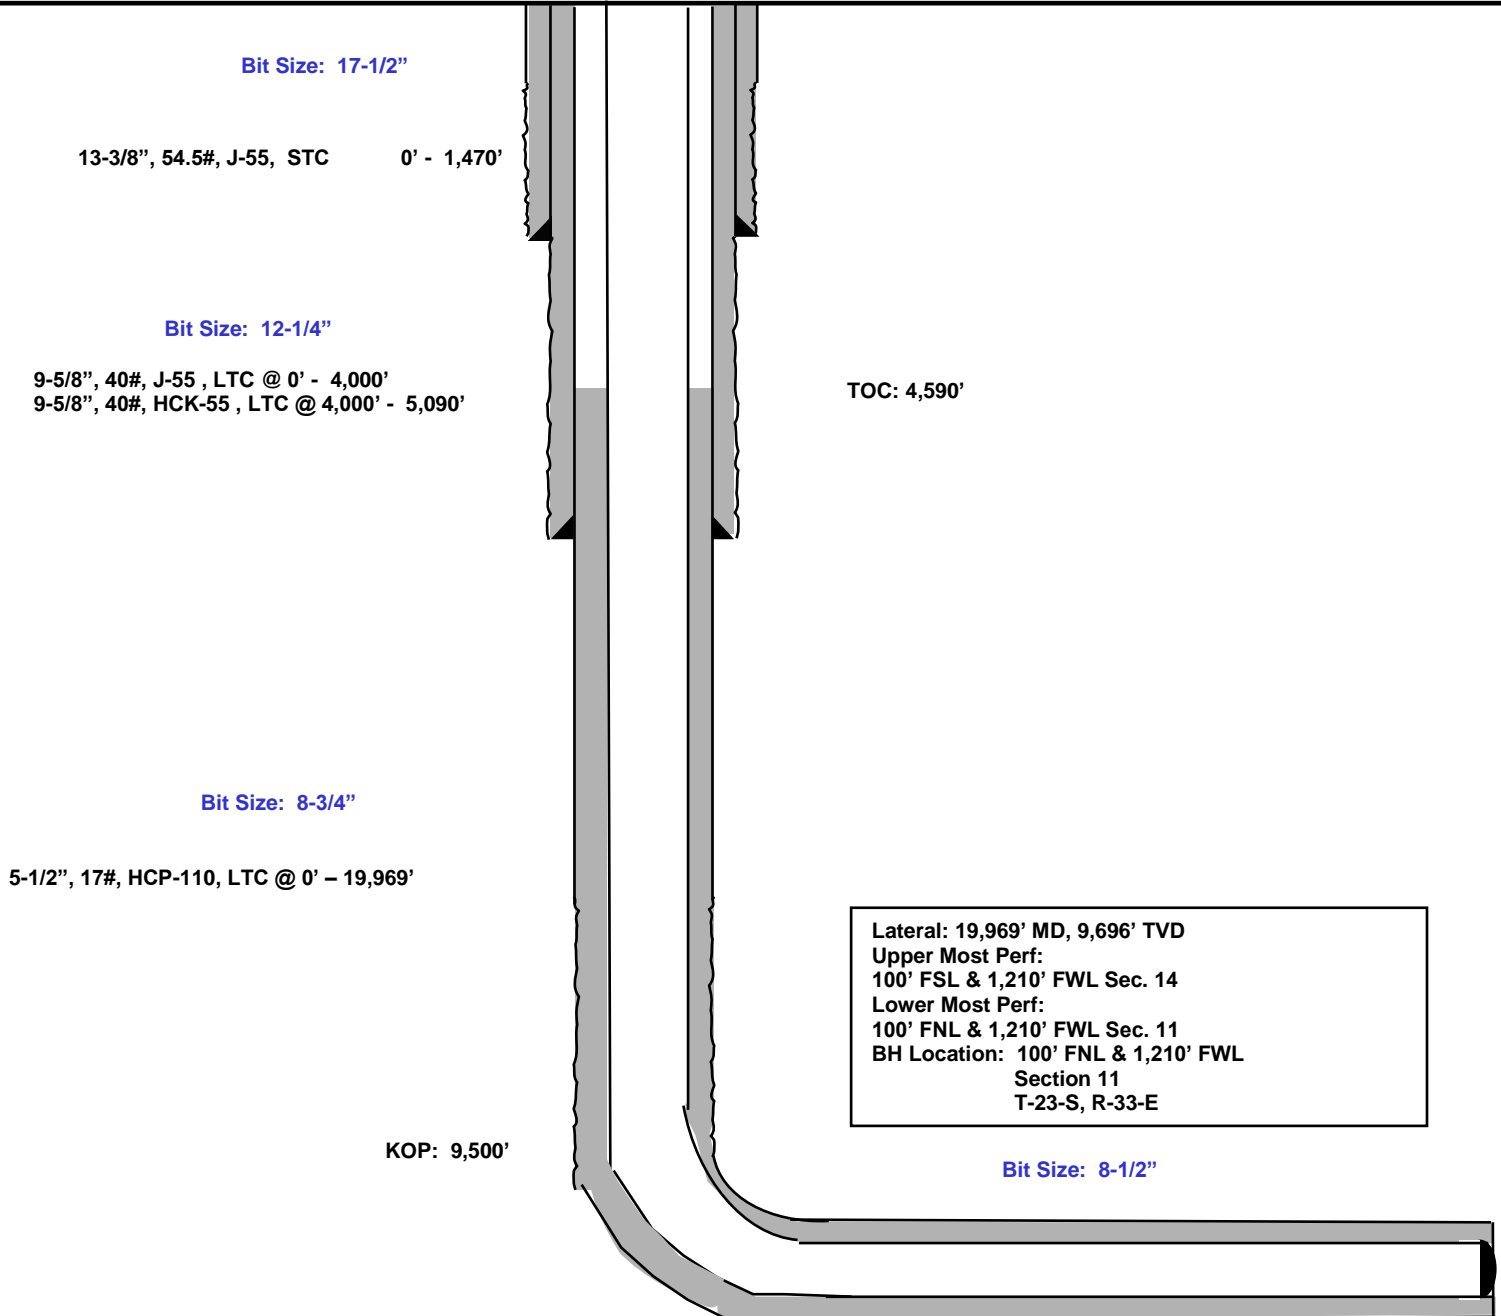 Bit Size: 17-1/2”
13-3/8”, 54.5#, J-55, STC 0’ - 1,470’
Bit Size: 12-1/4”
9-5/8”, 40#, J-55 , LTC @ 0’ - 4,000’
9-5/8”, 40#, HCK-55 , LTC @ 4,000’ - 5,090’
TOC: 4,590’
Bit Size: 8-3/4”
5-1/2”, 17#, HCP-110, LTC @ 0’ – 19,969’
Lateral: 19,969’ MD, 9,696’ TVD
Upper Most Perf:
100’ FSL & 1,210’ FWL Sec. 14
Lower Most Perf:
100’ FNL & 1,210’ FWL Sec. 11
BH Location: 100’ FNL & 1,210’ FWL
Section 11
T-23-S, R-33-E
KOP: 9,500’
Bit Size: 8-1/2”